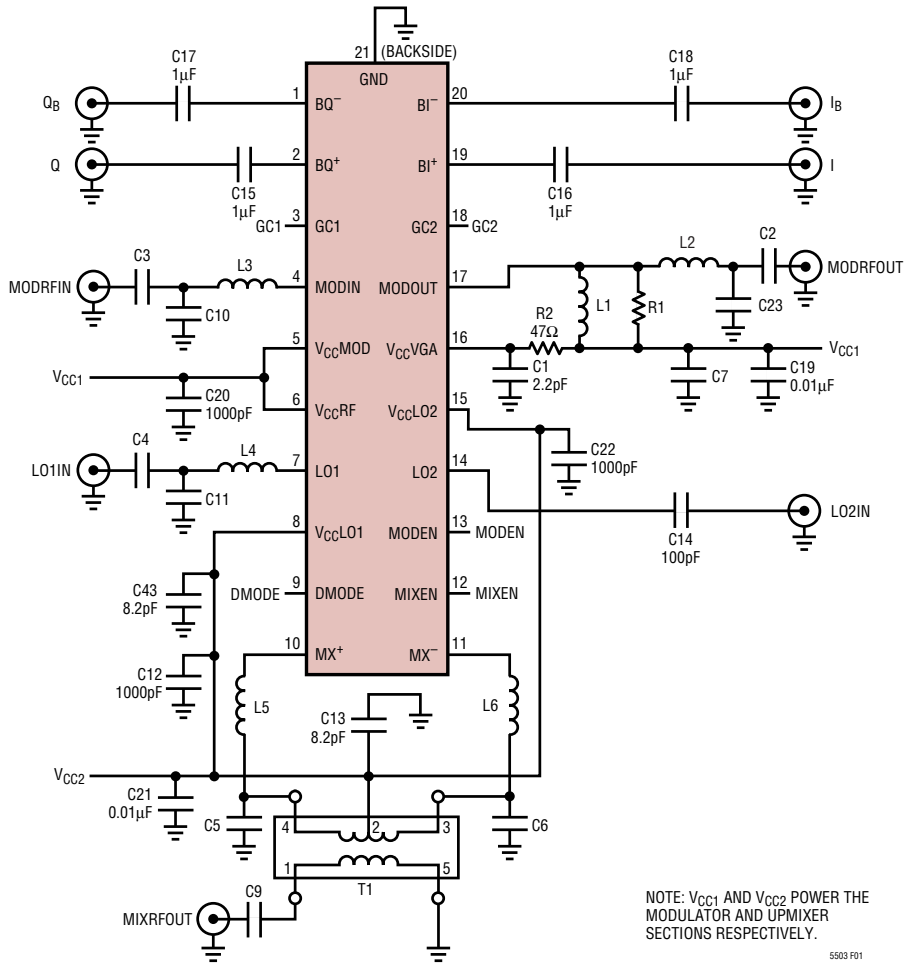 21 (BACKSIDE)
GND
C17
1µF
C18
1µF
QB
1
BQ−
BI−
20
IB
Q
2
BQ+
BI+
19
I
C15
1µF
C16
1µF
GC1
3
GC1
GC2
18
GC2
C3
L3
L2
C2
MODRFIN
4
MODIN
MODOUT
17
MODRFOUT
C10
L1
R1
C23
R2
47Ω
5
VCCMOD
VCCVGA
16
VCC1
VCC1
C1
2.2pF
C7
C19
0.01µF
C20
1000pF
6
VCCRF
VCCLO2
15
C22
1000pF
C4
L4
LO1IN
7
LO1
LO2
14
C11
LO2IN
C14
100pF
8
VCCLO1
MODEN
13
MODEN
C43
8.2pF
DMODE
9
DMODE
MIXEN
12
MIXEN
10
MX+
MX−
11
C12
1000pF
L5
C13
8.2pF
L6
VCC2
C21
0.01µF
C5
4
2
3
C6
1
5
T1
C9
MIXRFOUT
NOTE: VCC1 AND VCC2 POWER THE
MODULATOR AND UPMIXER
SECTIONS RESPECTIVELY.
5503 F01